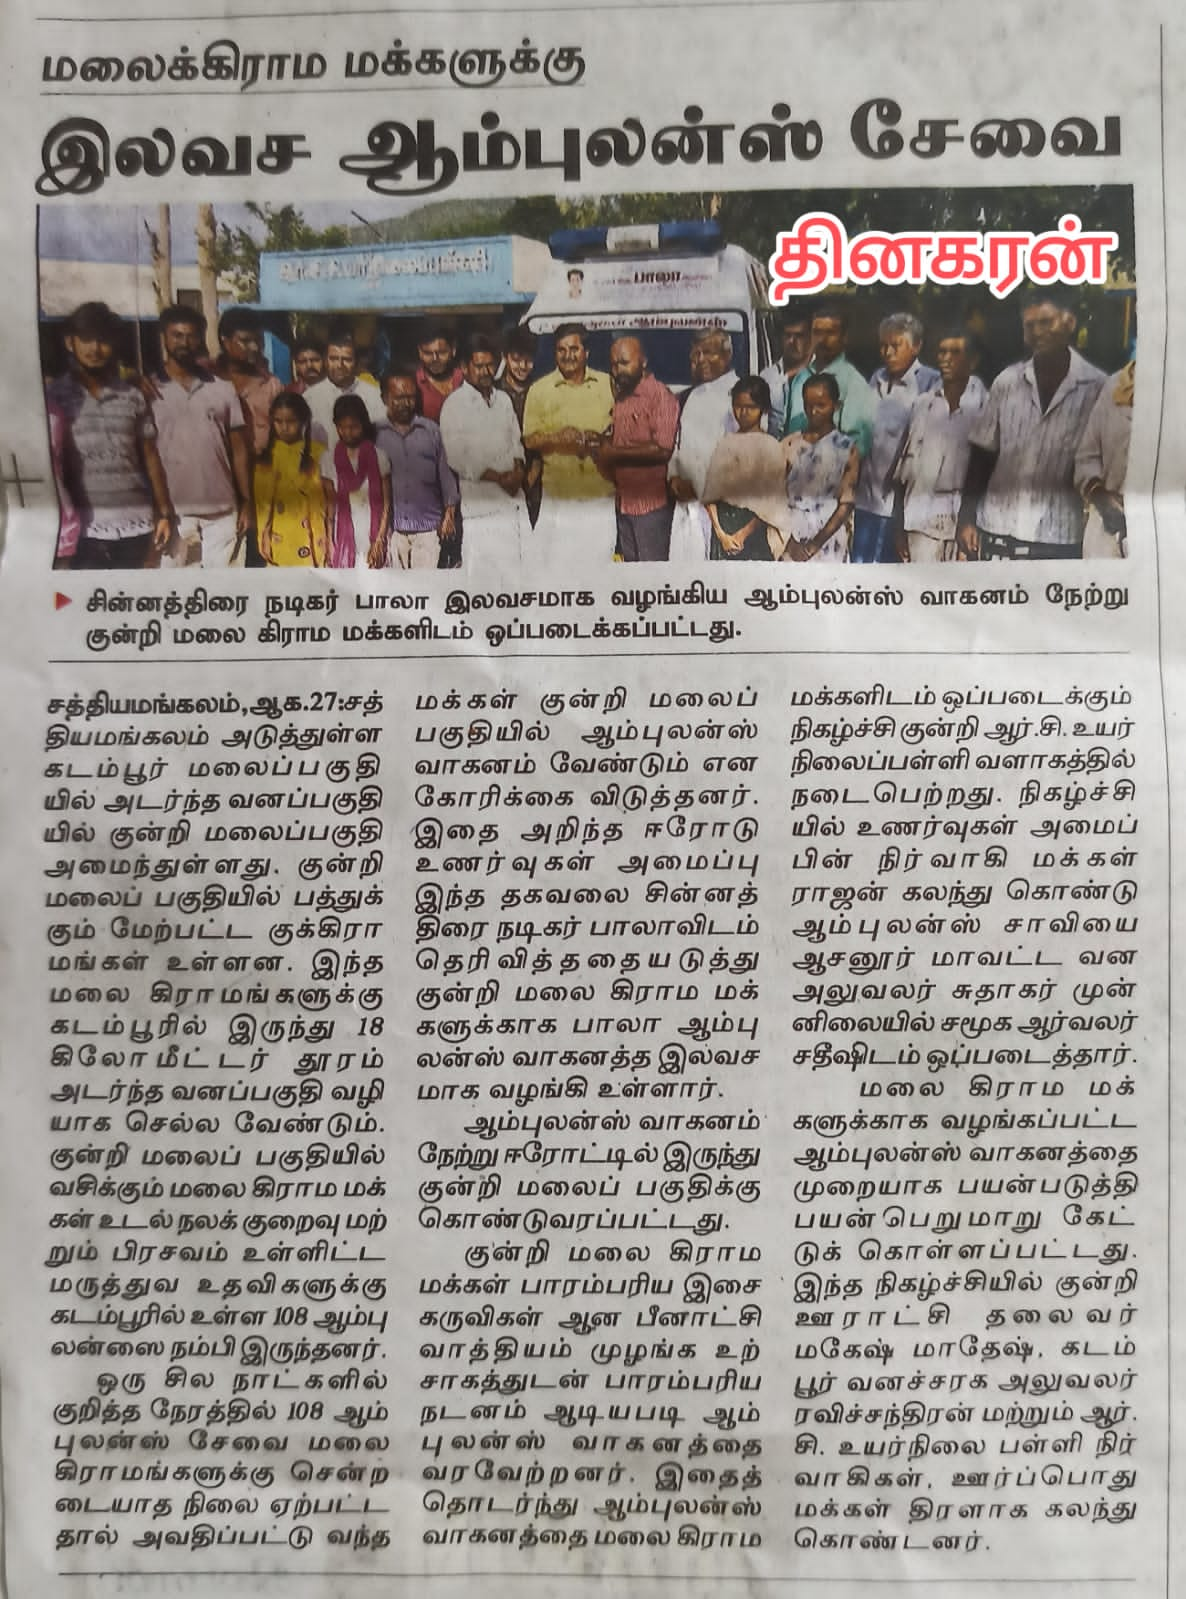 மலைக்கிராம மக்களுக்கு
இலவச ஆம்புலன்ஸ் சேவை
தினகரன்
பாலா
ஆம்புலன்ஸ்
சின்னத்திரை நடிகர் பாலா இலவசமாக வழங்கிய ஆம்புலன்ஸ் வாகனம் நேற்று
குன்றி மலை கிராம மக்களிடம் ஒப்படைக்கப்பட்டது.
சத்தியமங்கலம்,ஆக.27:சத்
தியமங்கலம் அடுத்துள்ள
கடம்பூர் மலைப்பகுதி
யில் அடர்ந்த வனப்பகுதி
யில் குன்றி மலைப்பகுதி
அமைந்துள்ளது. குன்றி
மலைப் பகுதியில் பத்துக்
கும் மேற்பட்ட குக்கிரா
மங்கள் உள்ளன. இந்த
மலை கிராமங்களுக்கு
கடம்பூரில் இருந்து 18
கிலோமீட்டர் தூரம்
அடர்ந்த வனப்பகுதி வழி
யாக செல்ல வேண்டும்.
குன்றி மலைப் பகுதியில்
வசிக்கும் மலை கிராம மக்
கள் உடல் நலக் குறைவு மற்
றும் பிரசவம் உள்ளிட்ட
மருத்துவ உதவிகளுக்கு
கடம்பூரில் உள்ள 108 ஆம்பு
லன்ஸை நம்பி இருந்தனர்.
ஒரு சில நாட்களில்
குறித்த நேரத்தில் 108 ஆம்
புலன்ஸ் சேவை மலை
கிராமங்களுக்கு சென்ற
டையாத நிலை ஏற்பட்ட
தால் அவதிப்பட்டு வந்த
மக்கள் குன்றி மலைப்
பகுதியில் ஆம்புலன்ஸ்
வாகனம் வேண்டும் என
கோரிக்கை விடுத்தனர்.
இதை அறிந்த ஈரோடு
உணர்வுகள் அமைப்பு
இந்த தகவலை சின்னத்
திரை நடிகர் பாலாவிடம்
தெரிவித்ததையடுத்து
குன்றி மலை கிராம மக்
களுக்காக பாலா ஆம்பு
லன்ஸ் வாகனத்த இலவச
மாக வழங்கி உள்ளார்.
ஆம்புலன்ஸ் வாகனம்
நேற்று ஈரோட்டில் இருந்து
குன்றி மலைப் பகுதிக்கு
கொண்டுவரப்பட்டது.
குன்றி மலை கிராம
மக்கள் பாரம்பரிய இசை
கருவிகள் ஆன பீனாட்சி
வாத்தியம் முழங்க உற்
சாகத்துடன் பாரம்பரிய
நடனம் ஆடியபடி ஆம்
புலன்ஸ் வாகனத்தை
வரவேற்றனர். இதைத்
தொடர்ந்து ஆம்புலன்ஸ்
வாகனத்தை மலை கிராம
மக்களிடம் ஒப்படைக்கும்
நிகழ்ச்சி குன்றி ஆர்.சி. உயர்
நிலைப்பள்ளி வளாகத்தில்
நடைபெற்றது. நிகழ்ச்சி
யில் உணர்வுகள் அமைப்
பின் நிர்வாகி மக்கள்
ராஜன் கலந்து கொண்டு
ஆம்புலன்ஸ் சாவியை
ஆசனூர் மாவட்ட வன
அலுவலர் சுதாகர் முன்
னிலையில் சமூக ஆர்வலர்
சதீஷிடம் ஒப்படைத்தார்.
மலை கிராம மக்
களுக்காக வழங்கப்பட்ட
ஆம்புலன்ஸ் வாகனத்தை
முறையாக பயன்படுத்தி
பயன்பெறுமாறு கேட்
டுக் கொள்ளப்பட்டது.
இந்த நிகழ்ச்சியில் குன்றி
ஊராட்சி தலைவர்
மகேஷ் மாதேஷ், கடம்
பூர் வனச்சரக அலுவலர்
ரவிச்சந்திரன் மற்றும் ஆர்.
சி. உயர்நிலை பள்ளி நிர்
வாகிகள், ஊர்ப்பொது
மக்கள் திரளாக கலந்து
கொண்டனர்.